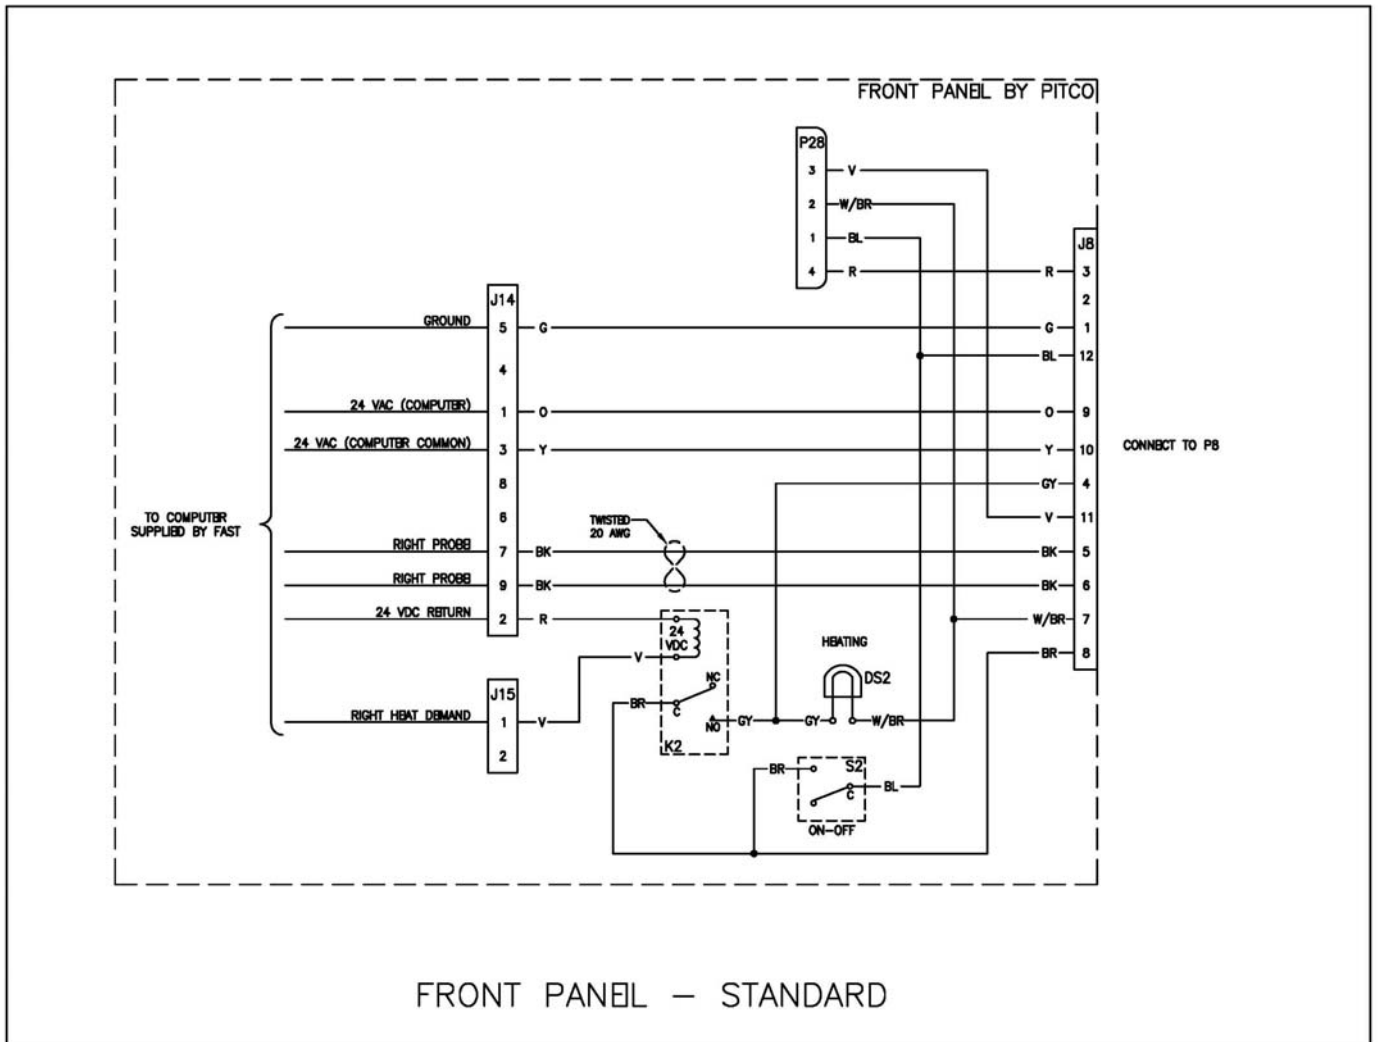 FRONT PANEL BY PITCO
P28
3 V
2 W/BR
1 BL
4 R
R 3
J8
2
J14
GROUND 5 G
G 1
BL 12
4
24 VAC (COMPUTER) 1 O
O 9
24 VAC (COMPUTER COMMON) 3 Y
Y 10
CONNECT TO P8
8
GY 4
6
V 11
TO COMPUTER
SUPPLIED BY FAST
TWISTED
20 AWG
RIGHT PROBE 7 BK
BK 5
RIGHT PROBE 9 BK
BK 6
24 VDC RETURN 2 R
W/BR 7
24
VDC
HEATING
V
BR 8
DS2
NC
J15
BR
C
RIGHT HEAT DEMAND 1 V
NO
GY
GY
W/BR
K2
2
BR
S2
C
BL
ON-OFF
FRONT PANEL - STANDARD